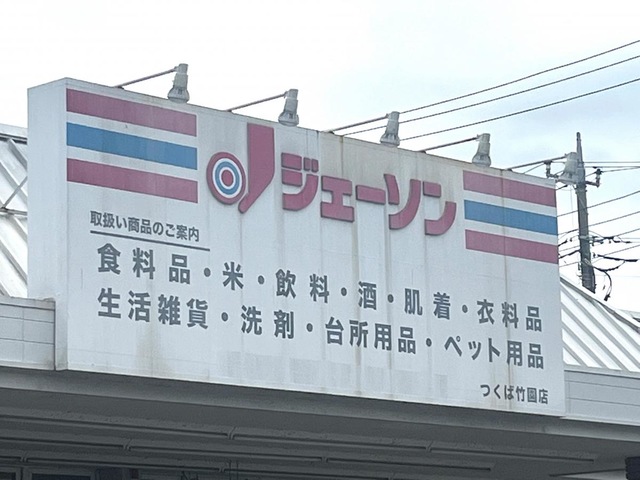 ジェーソン
取扱い商品のご案内
食料品・米・飲料・酒・肌着・衣料品
生活雑貨・洗剤・台所用品・ペット用品
つくば竹園店